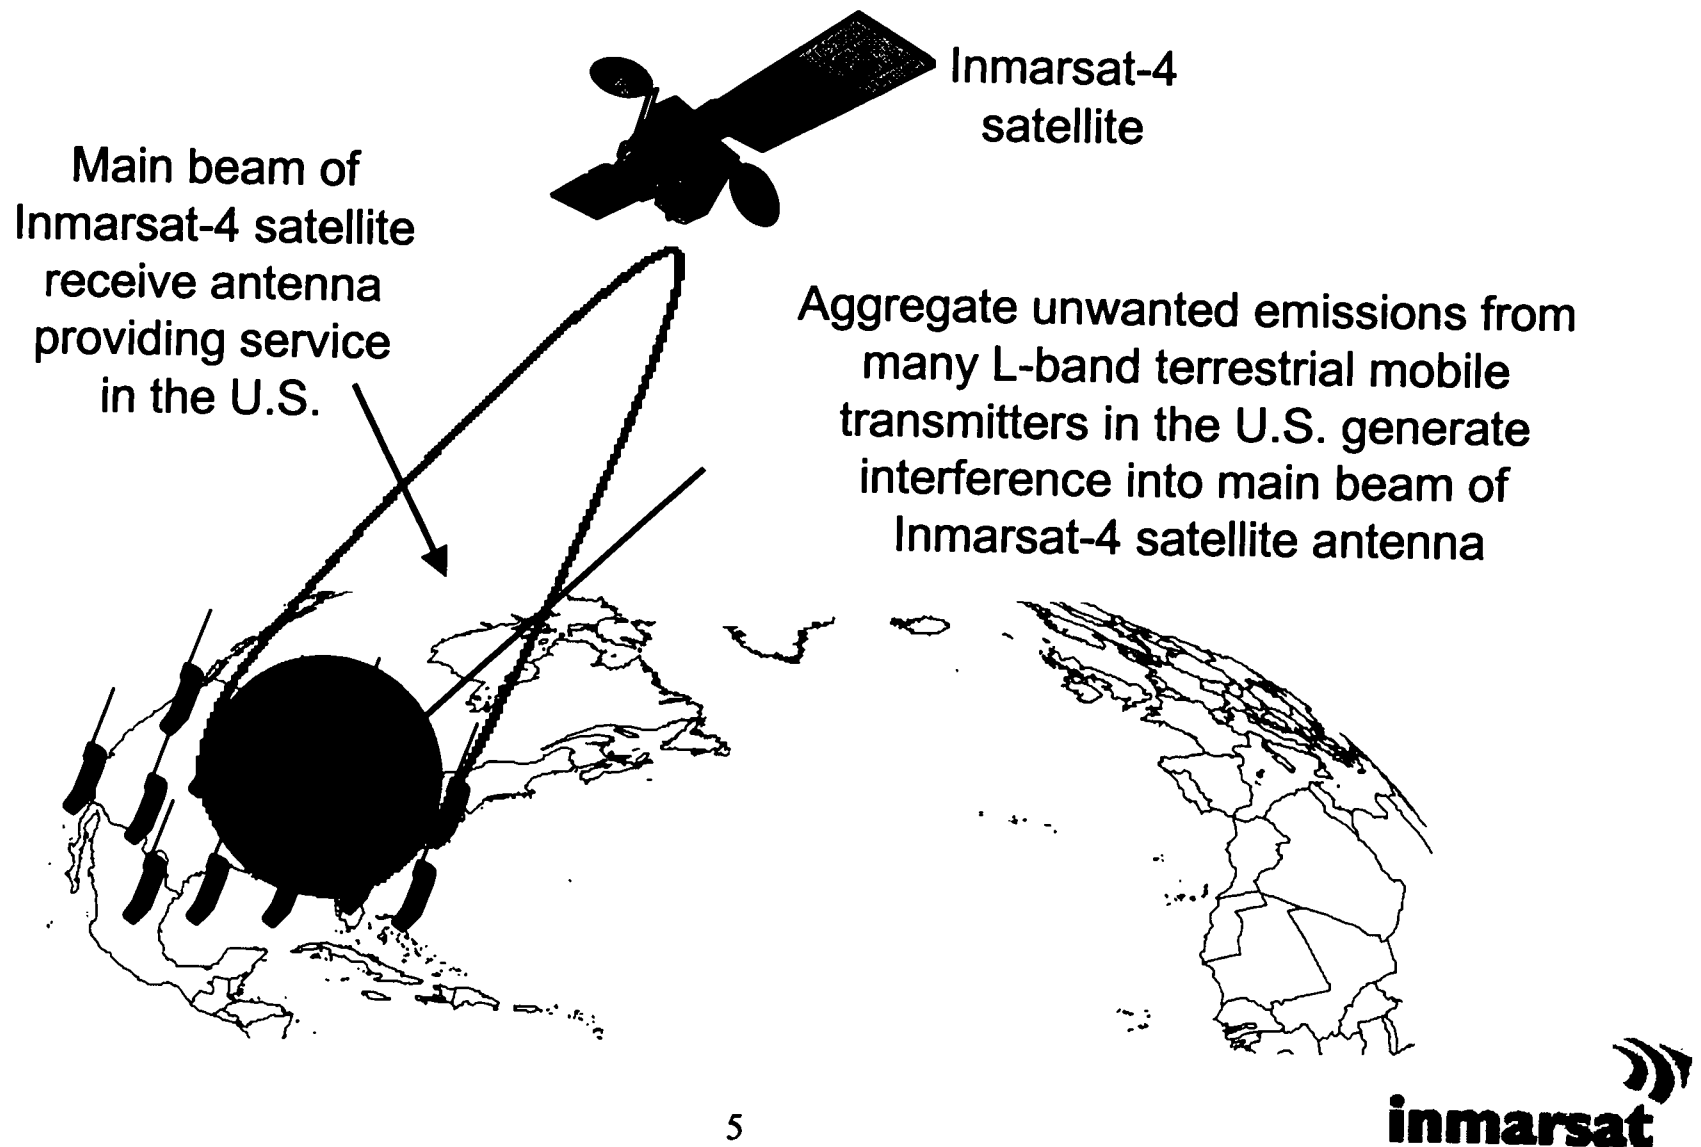 Inmarsat-4
satellite
Main beam of
Inmarsat-4 satellite
receive antenna
providing service
in the U.S.
Aggregate unwanted emissions from
many L-band terrestrial mobile
transmitters in the U.S. generate
interference into main beam of
Inmarsat-4 satellite antenna
5
inmarsat